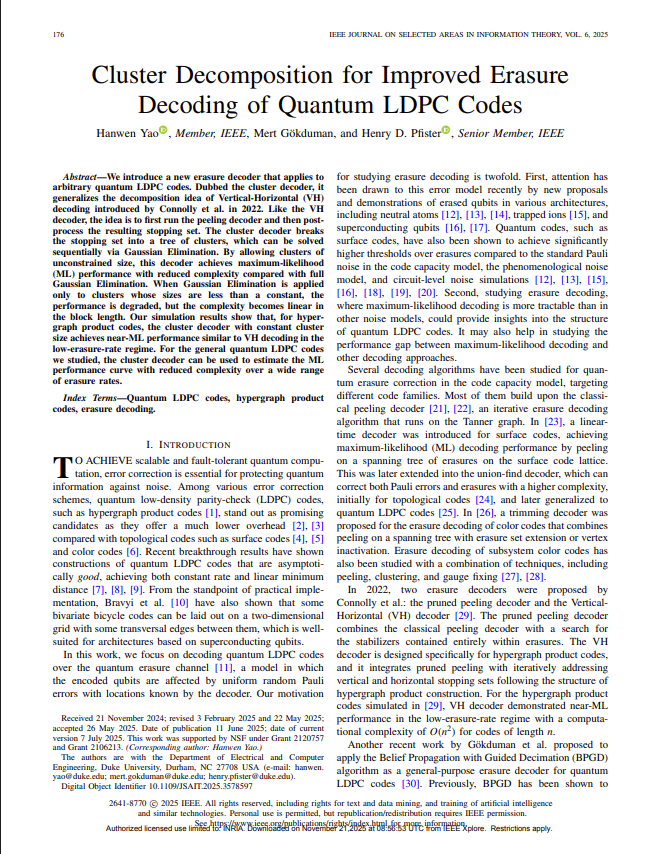 176
IEEE JOURNAL ON SELECTED AREAS IN INFORMATION THEORY, VOL. 6, 2025
Cluster Decomposition for Improved Erasure
Decoding of Quantum LDPC Codes
Hanwen Yao, Member, IEEE, Mert Gökduman, and Henry D. Pfister, Senior Member, IEEE
Abstract—We introduce a new erasure decoder that applies to
arbitrary quantum LDPC codes. Dubbed the cluster decoder, it
generalizes the decomposition idea of Vertical-Horizontal (VH)
decoding introduced by Connolly et al. in 2022. Like the VH
decoder, the idea is to first run the peeling decoder and then post-
process the resulting stopping set. The cluster decoder breaks
the stopping set into a tree of clusters, which can be solved
sequentially via Gaussian Elimination. By allowing clusters of
unconstrained size, this decoder achieves maximum-likelihood
(ML) performance with reduced complexity compared with full
Gaussian Elimination. When Gaussian Elimination is applied
only to clusters whose sizes are less than a constant, the
performance is degraded, but the complexity becomes linear in
the block length. Our simulation results show that, for hyper-
graph product codes, the cluster decoder with constant cluster
size achieves near-ML performance similar to VH decoding in the
low-erasure-rate regime. For the general quantum LDPC codes
we studied, the cluster decoder can be used to estimate the ML
performance curve with reduced complexity over a wide range
of erasure rates.
Index Terms—Quantum LDPC codes, hypergraph product
codes, erasure decoding.
I. INTRODUCTION
TO ACHIEVE scalable and fault-tolerant quantum compu-
tation, error correction is essential for protecting quantum
information against noise. Among various error correction
schemes, quantum low-density parity-check (LDPC) codes,
such as hypergraph product codes [1], stand out as promising
candidates as they offer a much lower overhead [2], [3]
compared with topological codes such as surface codes [4], [5]
and color codes [6]. Recent breakthrough results have shown
constructions of quantum LDPC codes that are asymptoti-
cally good, achieving both constant rate and linear minimum
distance [7], [8], [9]. From the standpoint of practical imple-
mentation, Bravyi et al. [10] have also shown that some
bivariate bicycle codes can be laid out on a two-dimensional
grid with some transversal edges between them, which is well-
suited for architectures based on superconducting qubits.
In this work, we focus on decoding quantum LDPC codes
over the quantum erasure channel [11], a model in which
the encoded qubits are affected by uniform random Pauli
errors with locations known by the decoder. Our motivation
Received 21 November 2024; revised 3 February 2025 and 22 May 2025;
accepted 26 May 2025. Date of publication 11 June 2025; date of current
version 7 July 2025. This work was supported by NSF under Grant 2120757
and Grant 2106213. (Corresponding author: Hanwen Yao.)
The authors are with the Department of Electrical and Computer
Engineering, Duke University, Durham, NC 27708 USA (e-mail: hanwen.
yao@duke.edu; mert.gokduman@duke.edu; henry.pfister@duke.edu).
Digital Object Identifier 10.1109/JSAIT.2025.3578597
for studying erasure decoding is twofold. First, attention has
been drawn to this error model recently by new proposals
and demonstrations of erased qubits in various architectures,
including neutral atoms [12], [13], [14], trapped ions [15], and
superconducting qubits [16], [17]. Quantum codes, such as
surface codes, have also been shown to achieve significantly
higher thresholds over erasures compared to the standard Pauli
noise in the code capacity model, the phenomenological noise
model, and circuit-level noise simulations [12], [13], [15],
[16], [18], [19], [20]. Second, studying erasure decoding,
where maximum-likelihood decoding is more tractable than in
other noise models, could provide insights into the structure
of quantum LDPC codes. It may also help in studying the
performance gap between maximum-likelihood decoding and
other decoding approaches.
Several decoding algorithms have been studied for quan-
tum erasure correction in the code capacity model, targeting
different code families. Most of them build upon the classi-
cal peeling decoder [21], [22], an iterative erasure decoding
algorithm that runs on the Tanner graph. In [23], a linear-
time decoder was introduced for surface codes, achieving
maximum-likelihood (ML) decoding performance by peeling
on a spanning tree of erasures on the surface code lattice.
This was later extended into the union-find decoder, which can
correct both Pauli errors and erasures with a higher complexity,
initially for topological codes [24], and later generalized to
quantum LDPC codes [25]. In [26], a trimming decoder was
proposed for the erasure decoding of color codes that combines
peeling on a spanning tree with erasure set extension or vertex
inactivation. Erasure decoding of subsystem color codes has
also been studied with a combination of techniques, including
peeling, clustering, and gauge fixing [27], [28].
In 2022, two erasure decoders were proposed by
Connolly et al.: the pruned peeling decoder and the Vertical-
Horizontal (VH) decoder [29]. The pruned peeling decoder
combines the classical peeling decoder with a search for
the stabilizers contained entirely within erasures. The VH
decoder is designed specifically for hypergraph product codes,
and it integrates pruned peeling with iteratively addressing
vertical and horizontal stopping sets following the structure of
hypergraph product construction. For the hypergraph product
codes simulated in [29], VH decoder demonstrated near-ML
performance in the low-erasure-rate regime with a computa-
tional complexity of O(n²) for codes of length n.
Another recent work by Gökduman et al. proposed to
apply the Belief Propagation with Guided Decimation (BPGD)
algorithm as a general-purpose erasure decoder for quantum
LDPC codes [30]. Previously, BPGD has been shown to
2641-8770 © 2025 IEEE. All rights reserved, including rights for text and data mining, and training of artificial intelligence
and similar technologies. Personal use is permitted, but republication/redistribution requires IEEE permission.
See https://www.ieee.org/publications/rights/index.html for more information.
Authorized licensed use limited to: INRIA. Downloaded on November 21,2025 at 08:56:53 UTC from IEEE Xplore. Restrictions apply.